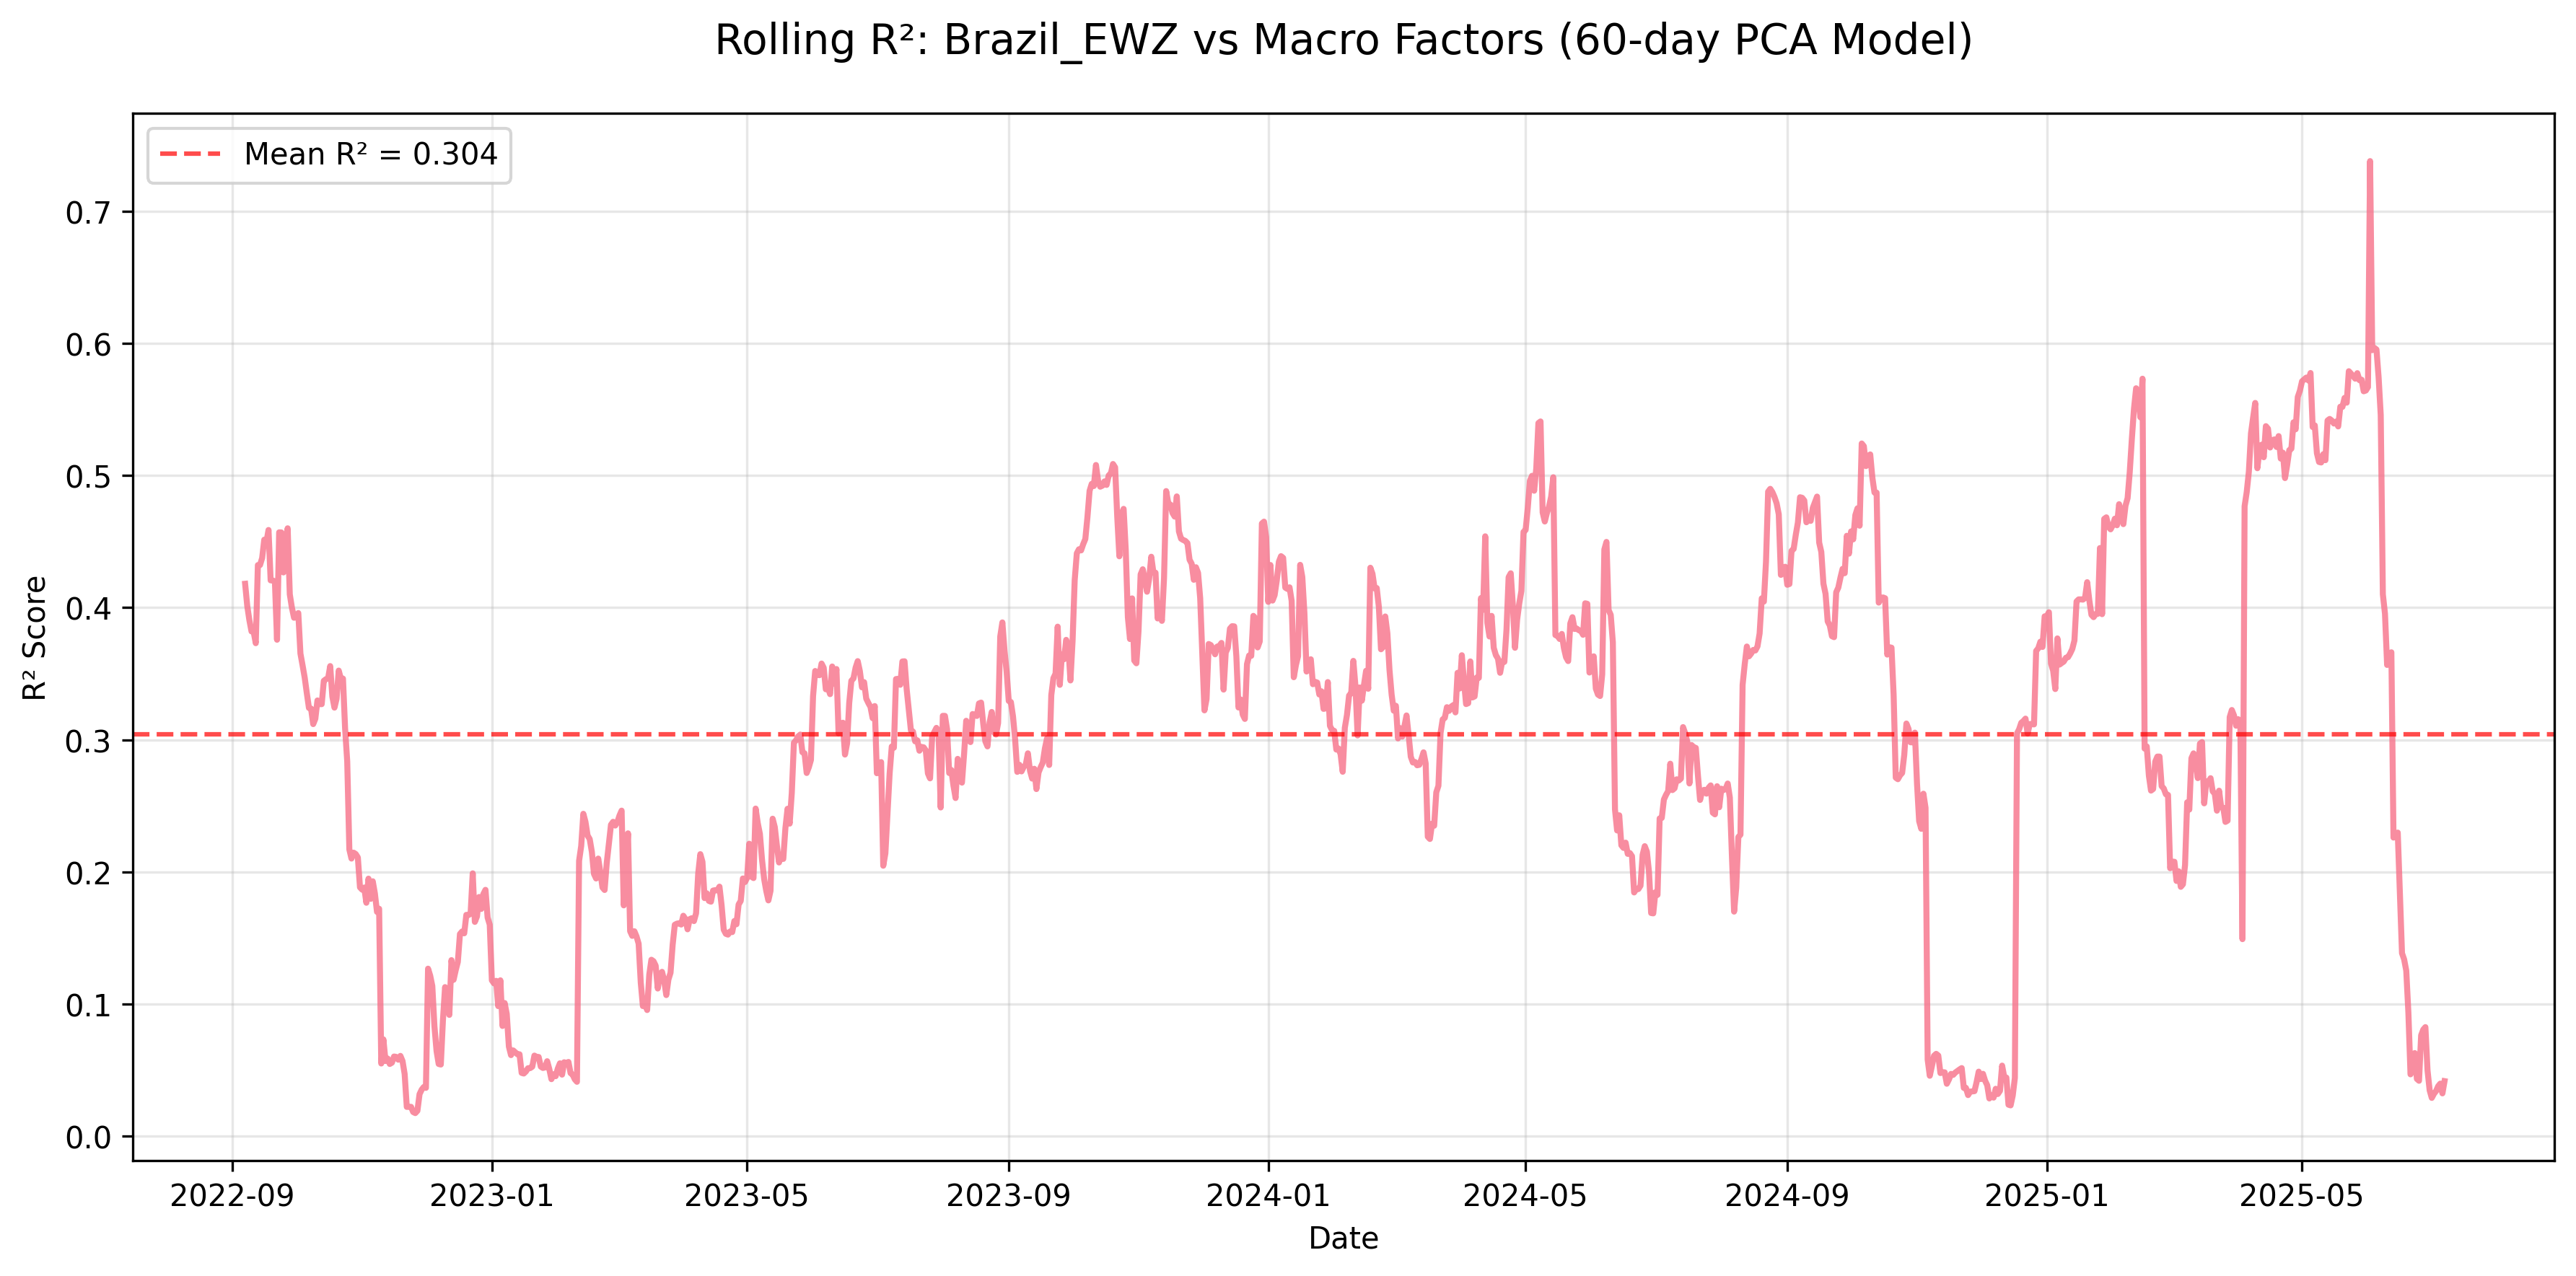 Rolling R²: Brazil_EWZ vs Macro Factors (60-day PCA Model)
Mean R² = 0.304
R² Score
0.7
0.6
0.5
0.4
0.3
0.2
0.1
0.0
2022-09 2023-01 2023-05 2023-09 2024-01 2024-05 2024-09 2025-01 2025-05
Date